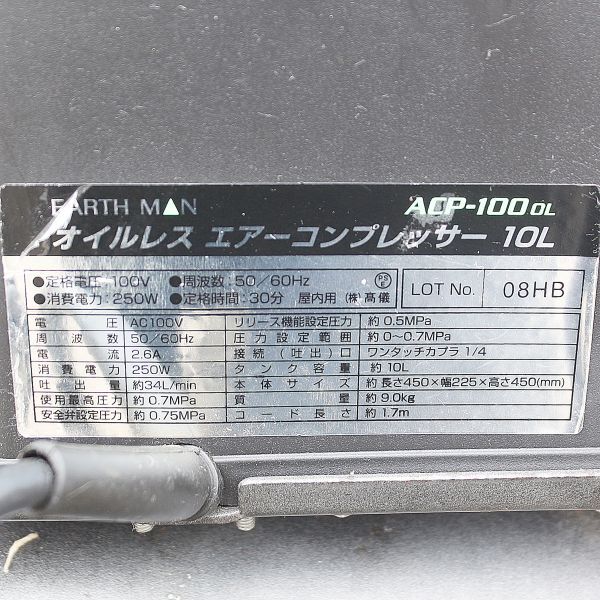 EARTH MAN ACP-100OL
オイルレス エアーコンプレッサー 10L
●定格電圧:100V ●周波数:50/60Hz PSE
●消費電力:250W ●定格時間:30分 屋内用 ㈱髙儀
LOT No. 08HB
電圧 AC100V リリース機能設定圧力 約0.5MPa
周波数 50/60Hz 圧力設定範囲 約0〜0.7MPa
電流 2.6A 接続(吐出)口 ワンタッチカプラ1/4
消費電力 250W タンク容量 約10L
吐出量 約34L/min 本体サイズ 約長さ450×幅225×高さ450(mm)
使用最高圧力 約0.7MPa 質量 約9.0kg
安全弁設定圧力 約0.75MPa コード長さ 約1.7m